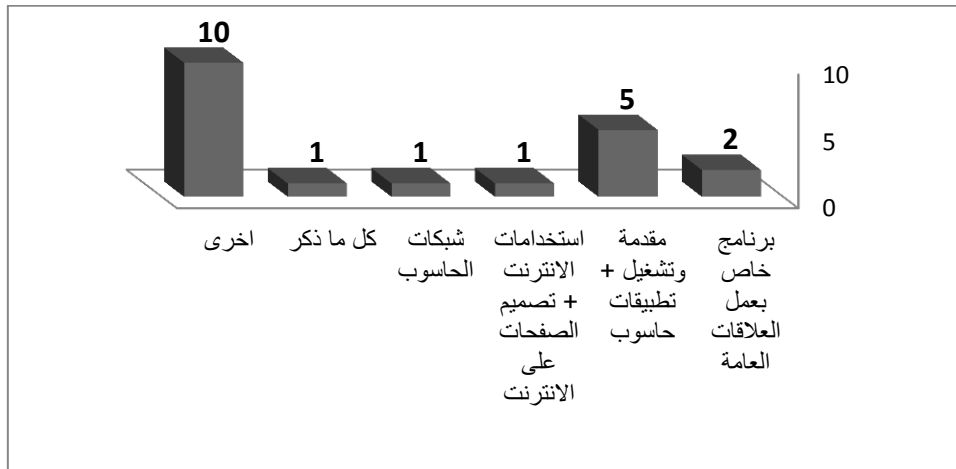 10
1
1
1
5
2
10
5
0
برنامج
خاص
بعمل
العلاقات
العامة
مقدمة
وتشغيل +
تطبيقات
حاسوب
استخدامات
الانترنت
+ تصميم
الصفحات
على
الانترنت
شبكات
الحاسوب
كل ما ذكر
اخرى